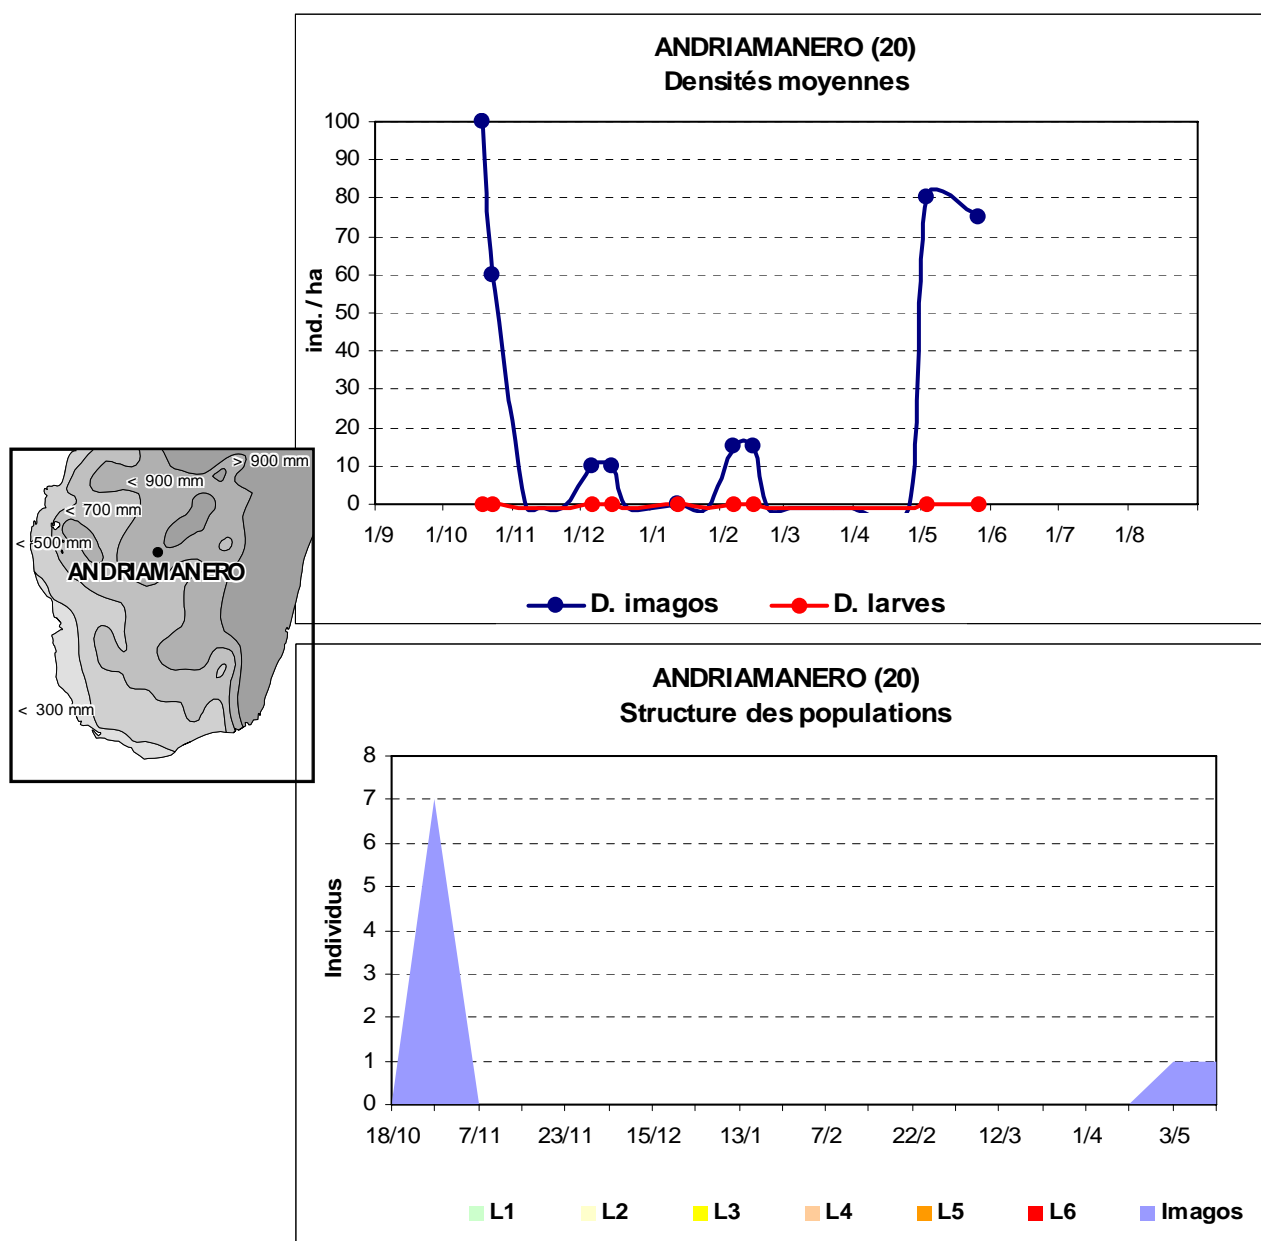 ANDRIAMANERO (20)
Densités moyennes
ind. / ha
100
90
80
70
60
50
40
30
20
10
0
1/9 1/10 1/11 1/12 1/1 1/2 1/3 1/4 1/5 1/6 1/7 1/8
D. imagos D. larves
> 900 mm
< 900 mm
< 700 mm
< 500 mm
ANDRIAMANERO
< 300 mm
ANDRIAMANERO (20)
Structure des populations
Individus
8
7
6
5
4
3
2
1
0
18/10 7/11 23/11 15/12 13/1 7/2 22/2 12/3 1/4 3/5
L1 L2 L3 L4 L5 L6 Imagos